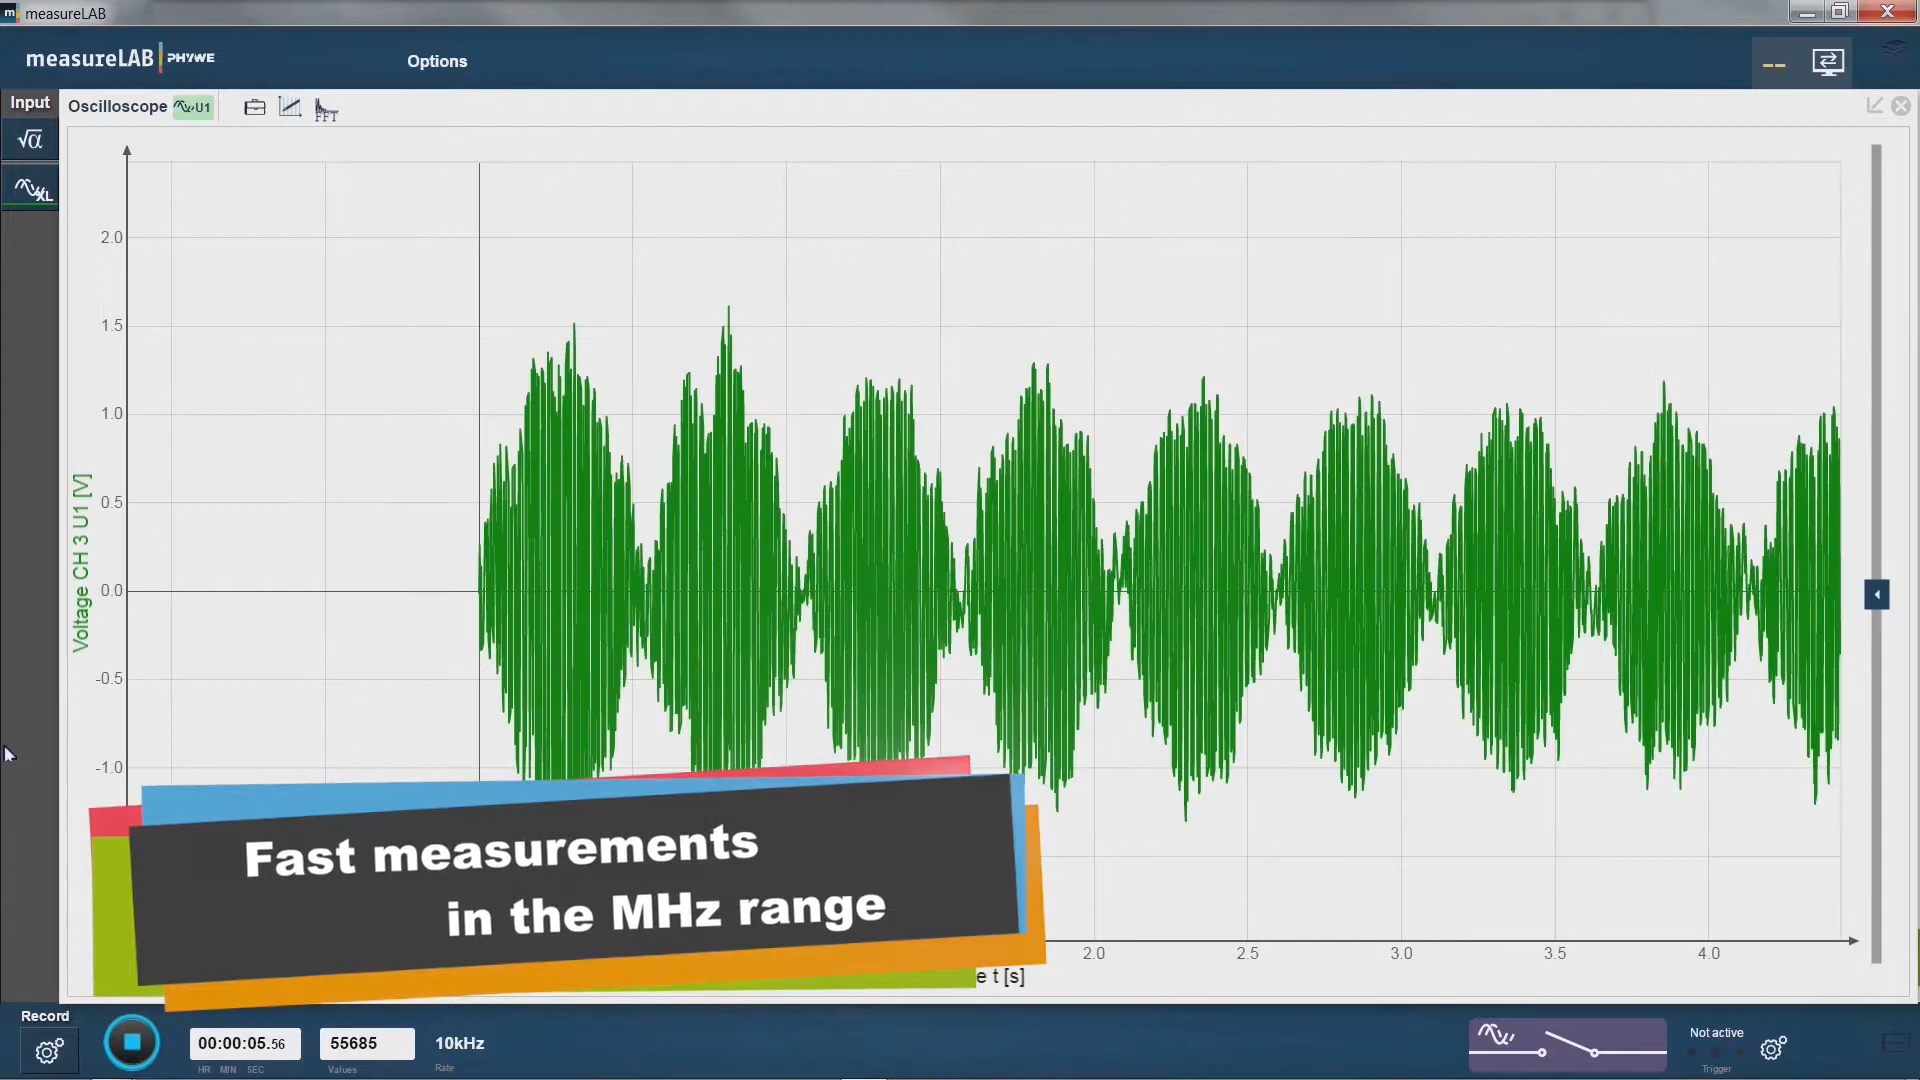 measureLAB
measureLAB PHYWE
Options
Input
Oscilloscope U1
FFT
√α
XL
2.0
1.5
1.0
0.5
0.0
-0.5
-1.0
Voltage CH 3 U1 [V]
Fast measurements
in the MHz range
2.0 2.5 3.0 3.5 4.0
e t [s]
Record
00:00:05.56
HR MIN SEC
55685
Values
10kHz
Rate
Not active
Trigger